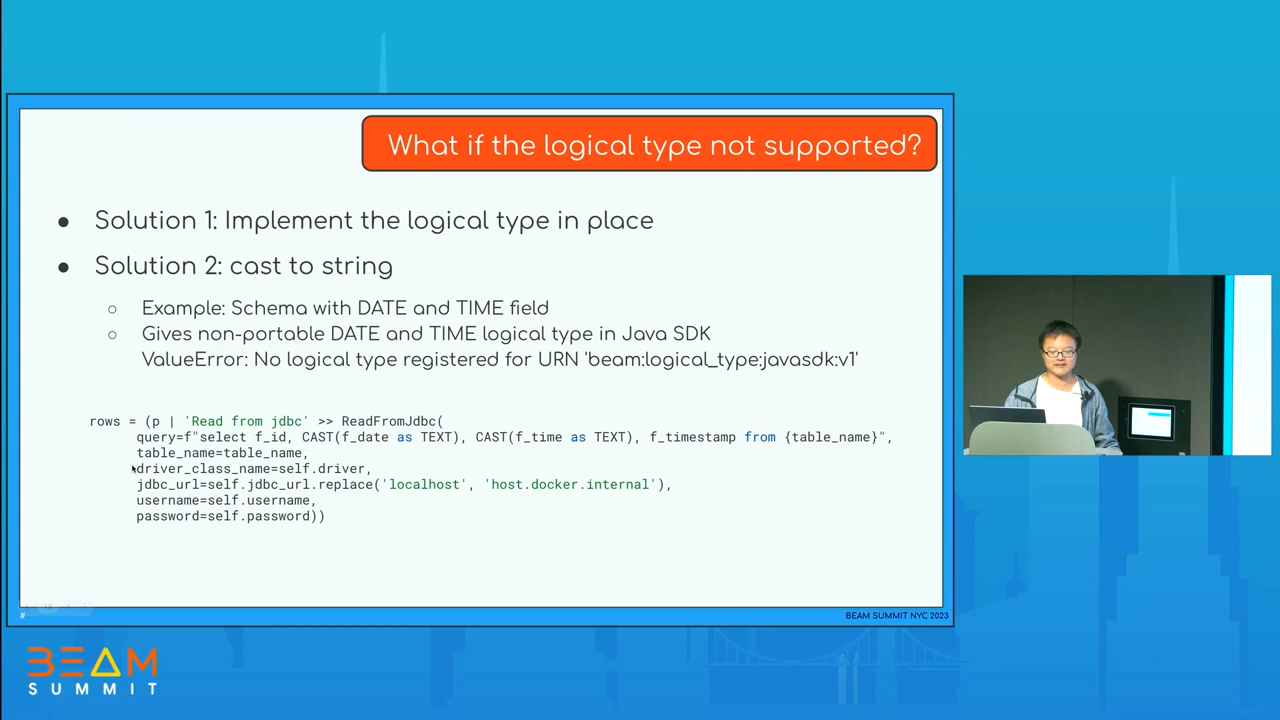 What if the logical type not supported?
● Solution 1: Implement the logical type in place
● Solution 2: cast to string
○ Example: Schema with DATE and TIME field
○ Gives non-portable DATE and TIME logical type in Java SDK
ValueError: No logical type registered for URN 'beam:logical_type:javasdk:v1'
rows = (p | 'Read from jdbc' >> ReadFromJdbc(
query=f"select f_id, CAST(f_date as TEXT), CAST(f_time as TEXT), f_timestamp from {table_name}",
table_name=table_name,
driver_class_name=self.driver,
jdbc_url=self.jdbc_url.replace('localhost', 'host.docker.internal'),
username=self.username,
password=self.password))
#
BEAM SUMMIT NYC 2023
BEAM
SUMMIT